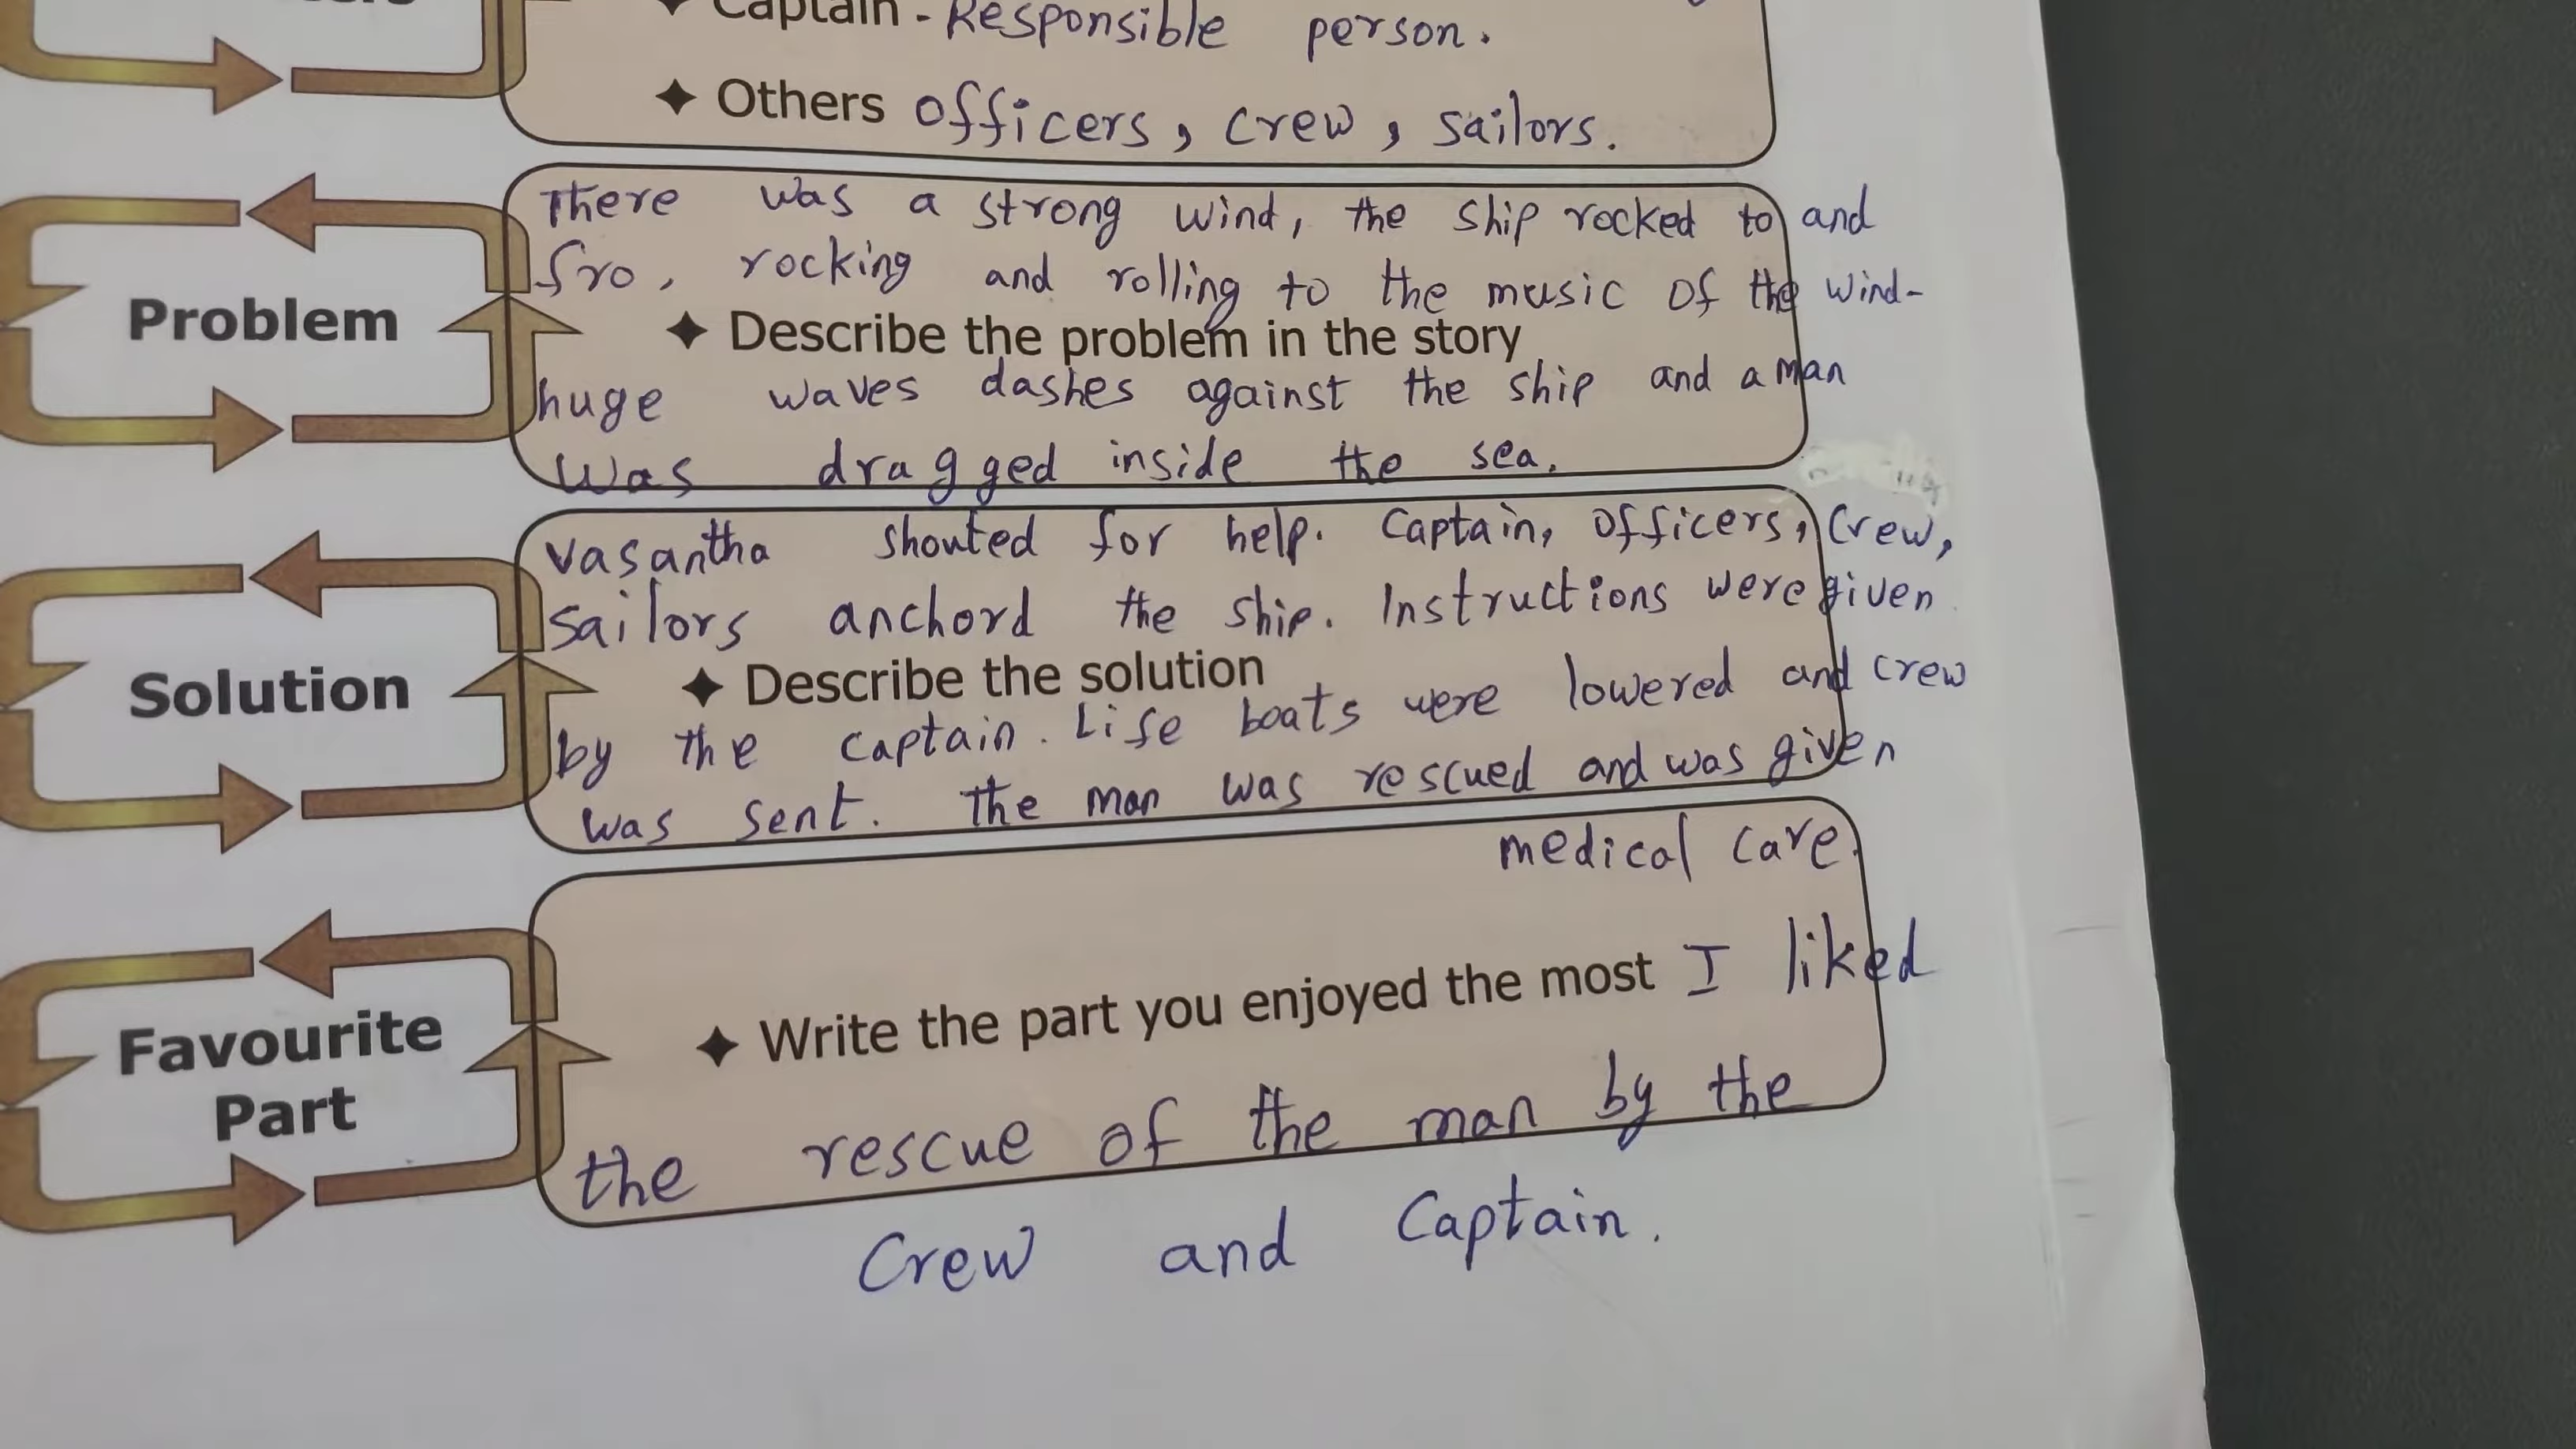 Captain - Responsible person.
Others officers, crew, sailors.
There was a strong wind, the ship rocked to and
Problem
fro, rocking and rolling to the music of the wind-
Describe the problem in the story
huge waves dashes against the ship and a man
was dragged inside the sea.
Solution
Vasantha shouted for help. Captain, officers, Crew,
sailors anchord the ship. Instructions were given
Describe the solution
by the captain. Life boats were lowered and crew
was sent. The man was rescued and was given
medical care.
Favourite
Part
Write the part you enjoyed the most I liked
the rescue of the man by the
Crew and Captain.